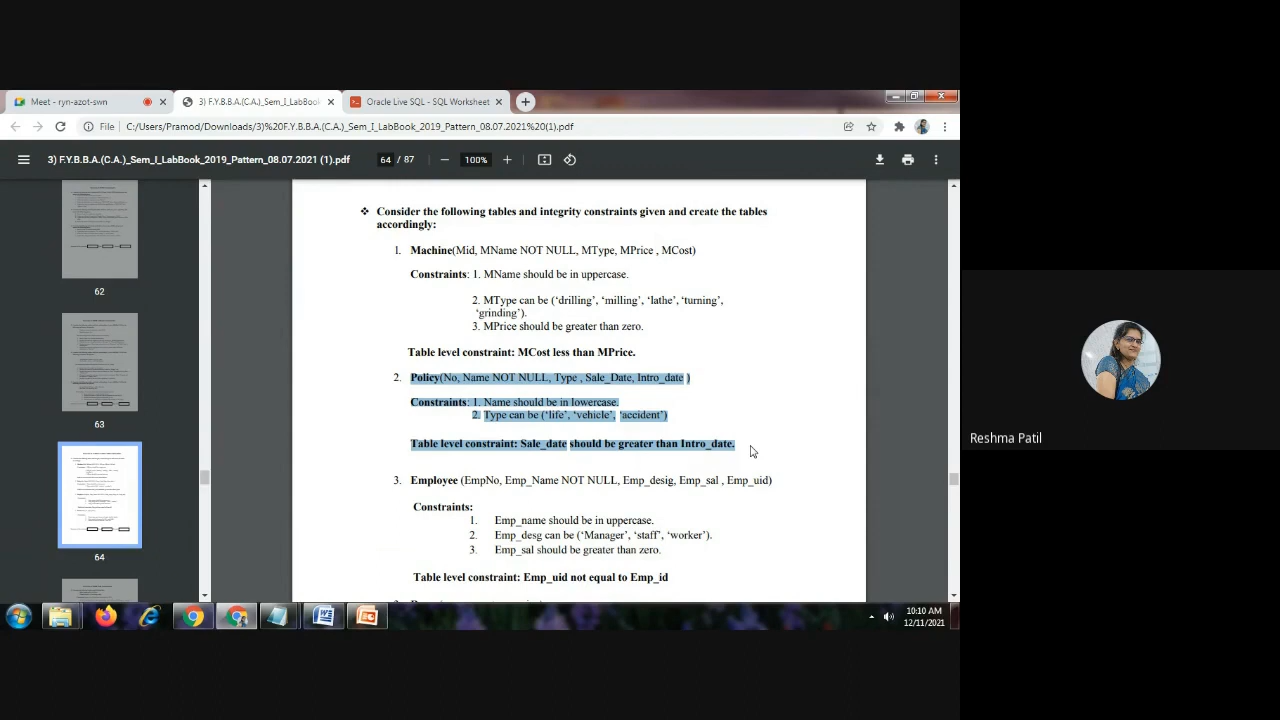 Meet - ryn-azot-swn
3) F.Y.B.B.A.(C.A.)_Sem_I_LabBook
Oracle Live SQL - SQL Worksheet
File
C:/Users/Pramod/Downloads/3)%20F.Y.B.B.A.(C.A.)_Sem_I_LabBook_2019_Pattern_08.07.2021%20(1).pdf
3) F.Y.B.B.A.(C.A.)_Sem_I_LabBook_2019_Pattern_08.07.2021 (1).pdf
64 / 87
100%
62
63
64
❖ Consider the following tables and integrity constraints given and create the tables
accordingly:
1. Machine(Mid, MName NOT NULL, MType, MPrice , MCost)
Constraints: 1. MName should be in uppercase.
2. MType can be (‘drilling’, ‘milling’, ‘lathe’, ‘turning’,
‘grinding’).
3. MPrice should be greater than zero.
Table level constraint: MCost less than MPrice.
2. Policy(No, Name NOT NULL, Type , Sale_Date, Intro_date )
Constraints: 1. Name should be in lowercase.
2. Type can be (‘life’, ‘vehicle’, ‘accident’)
Table level constraint: Sale_date should be greater than Intro_date.
3. Employee (EmpNo, Emp_Name NOT NULL, Emp_desig, Emp_sal , Emp_uid)
Constraints:
1. Emp_name should be in uppercase.
2. Emp_desg can be (‘Manager’, ‘staff’, ‘worker’).
3. Emp_sal should be greater than zero.
Table level constraint: Emp_uid not equal to Emp_id
10:10 AM
12/11/2021
Reshma Patil